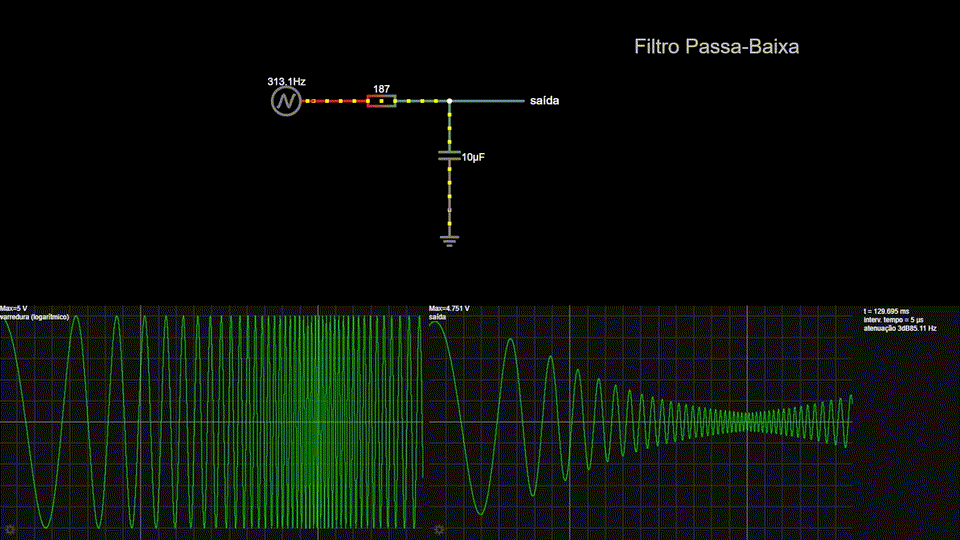 Filtro Passa-Baixa
313.1Hz
187
saída
10μF
Max=5 V
varredura (logarítmico)
Max=4.751 V
saída
t = 129.695 ms
interv. tempo = 5 μs
atenuação 3dB85.11 Hz